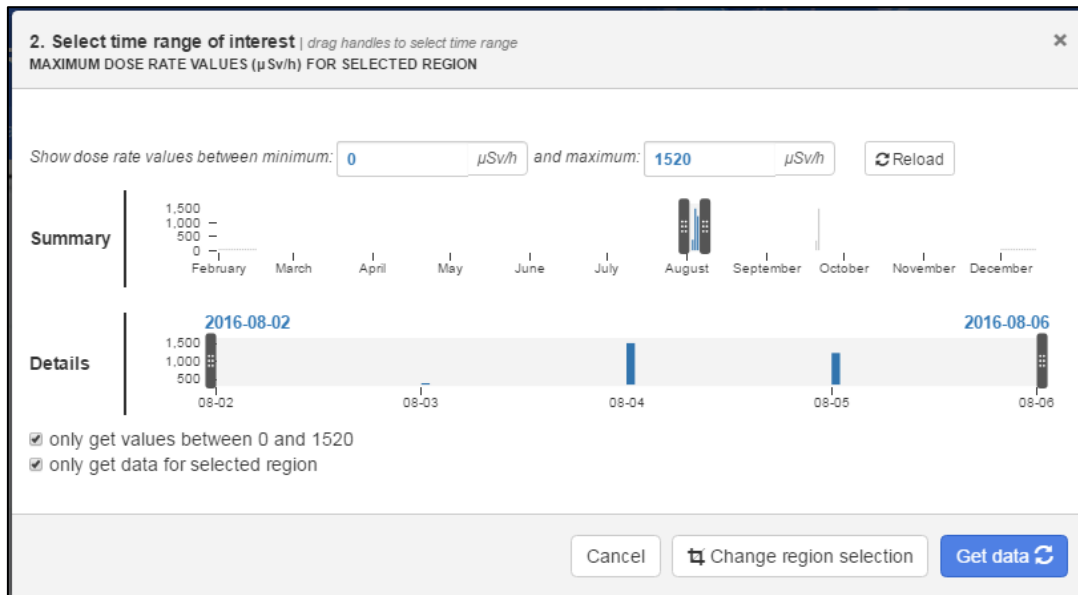 2. Select time range of interest | drag handles to select time range
×
MAXIMUM DOSE RATE VALUES (µSv/h) FOR SELECTED REGION
Show dose rate values between minimum: 0 µSv/h and maximum: 1520 µSv/h Reload
Summary
1,500
1,000
500
0
February March April May June July August September October November December
2016-08-02 2016-08-06
Details
1,500
1,000
500
08-02 08-03 08-04 08-05 08-06
only get values between 0 and 1520
only get data for selected region
Cancel Change region selection Get data